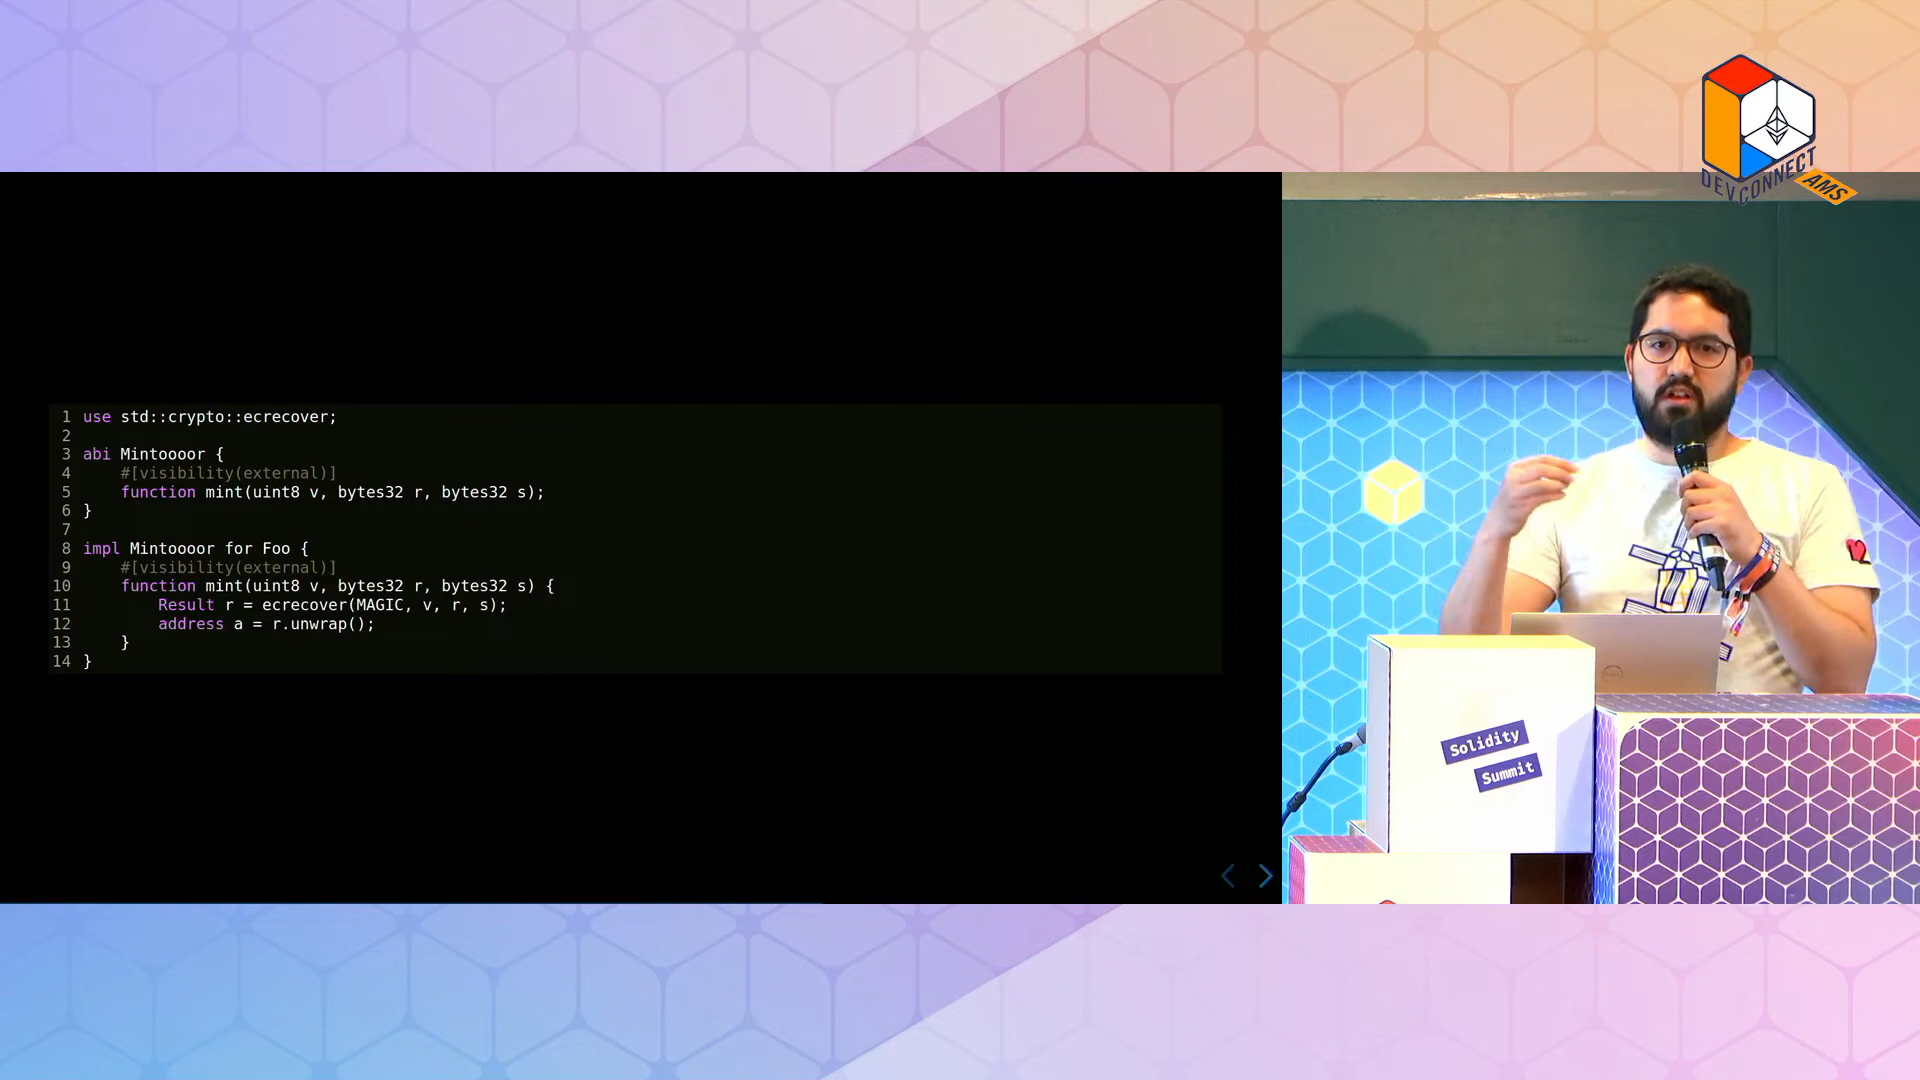 DEVCONNECT
AMS
1 use std::crypto::ecrecover;
2
3 abi Mintoooor {
4     #[visibility(external)]
5     function mint(uint8 v, bytes32 r, bytes32 s);
6 }
7
8 impl Mintoooor for Foo {
9     #[visibility(external)]
10     function mint(uint8 v, bytes32 r, bytes32 s) {
11         Result r = ecrecover(MAGIC, v, r, s);
12         address a = r.unwrap();
13     }
14 }
Solidity
Summit